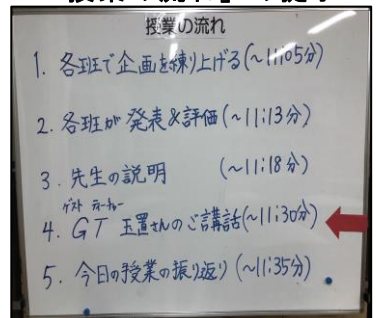 授業の流れ
1. 各班で企画を練り上げる(~11:05分)
2. 各班が発表&評価(~11:13分)
3. 先生の説明 (~11:18分)
ゲスト ティーチャー
4. GT 玉置さんのご講話(~11:30分)
5. 今日の授業の振り返り(~11:35分)